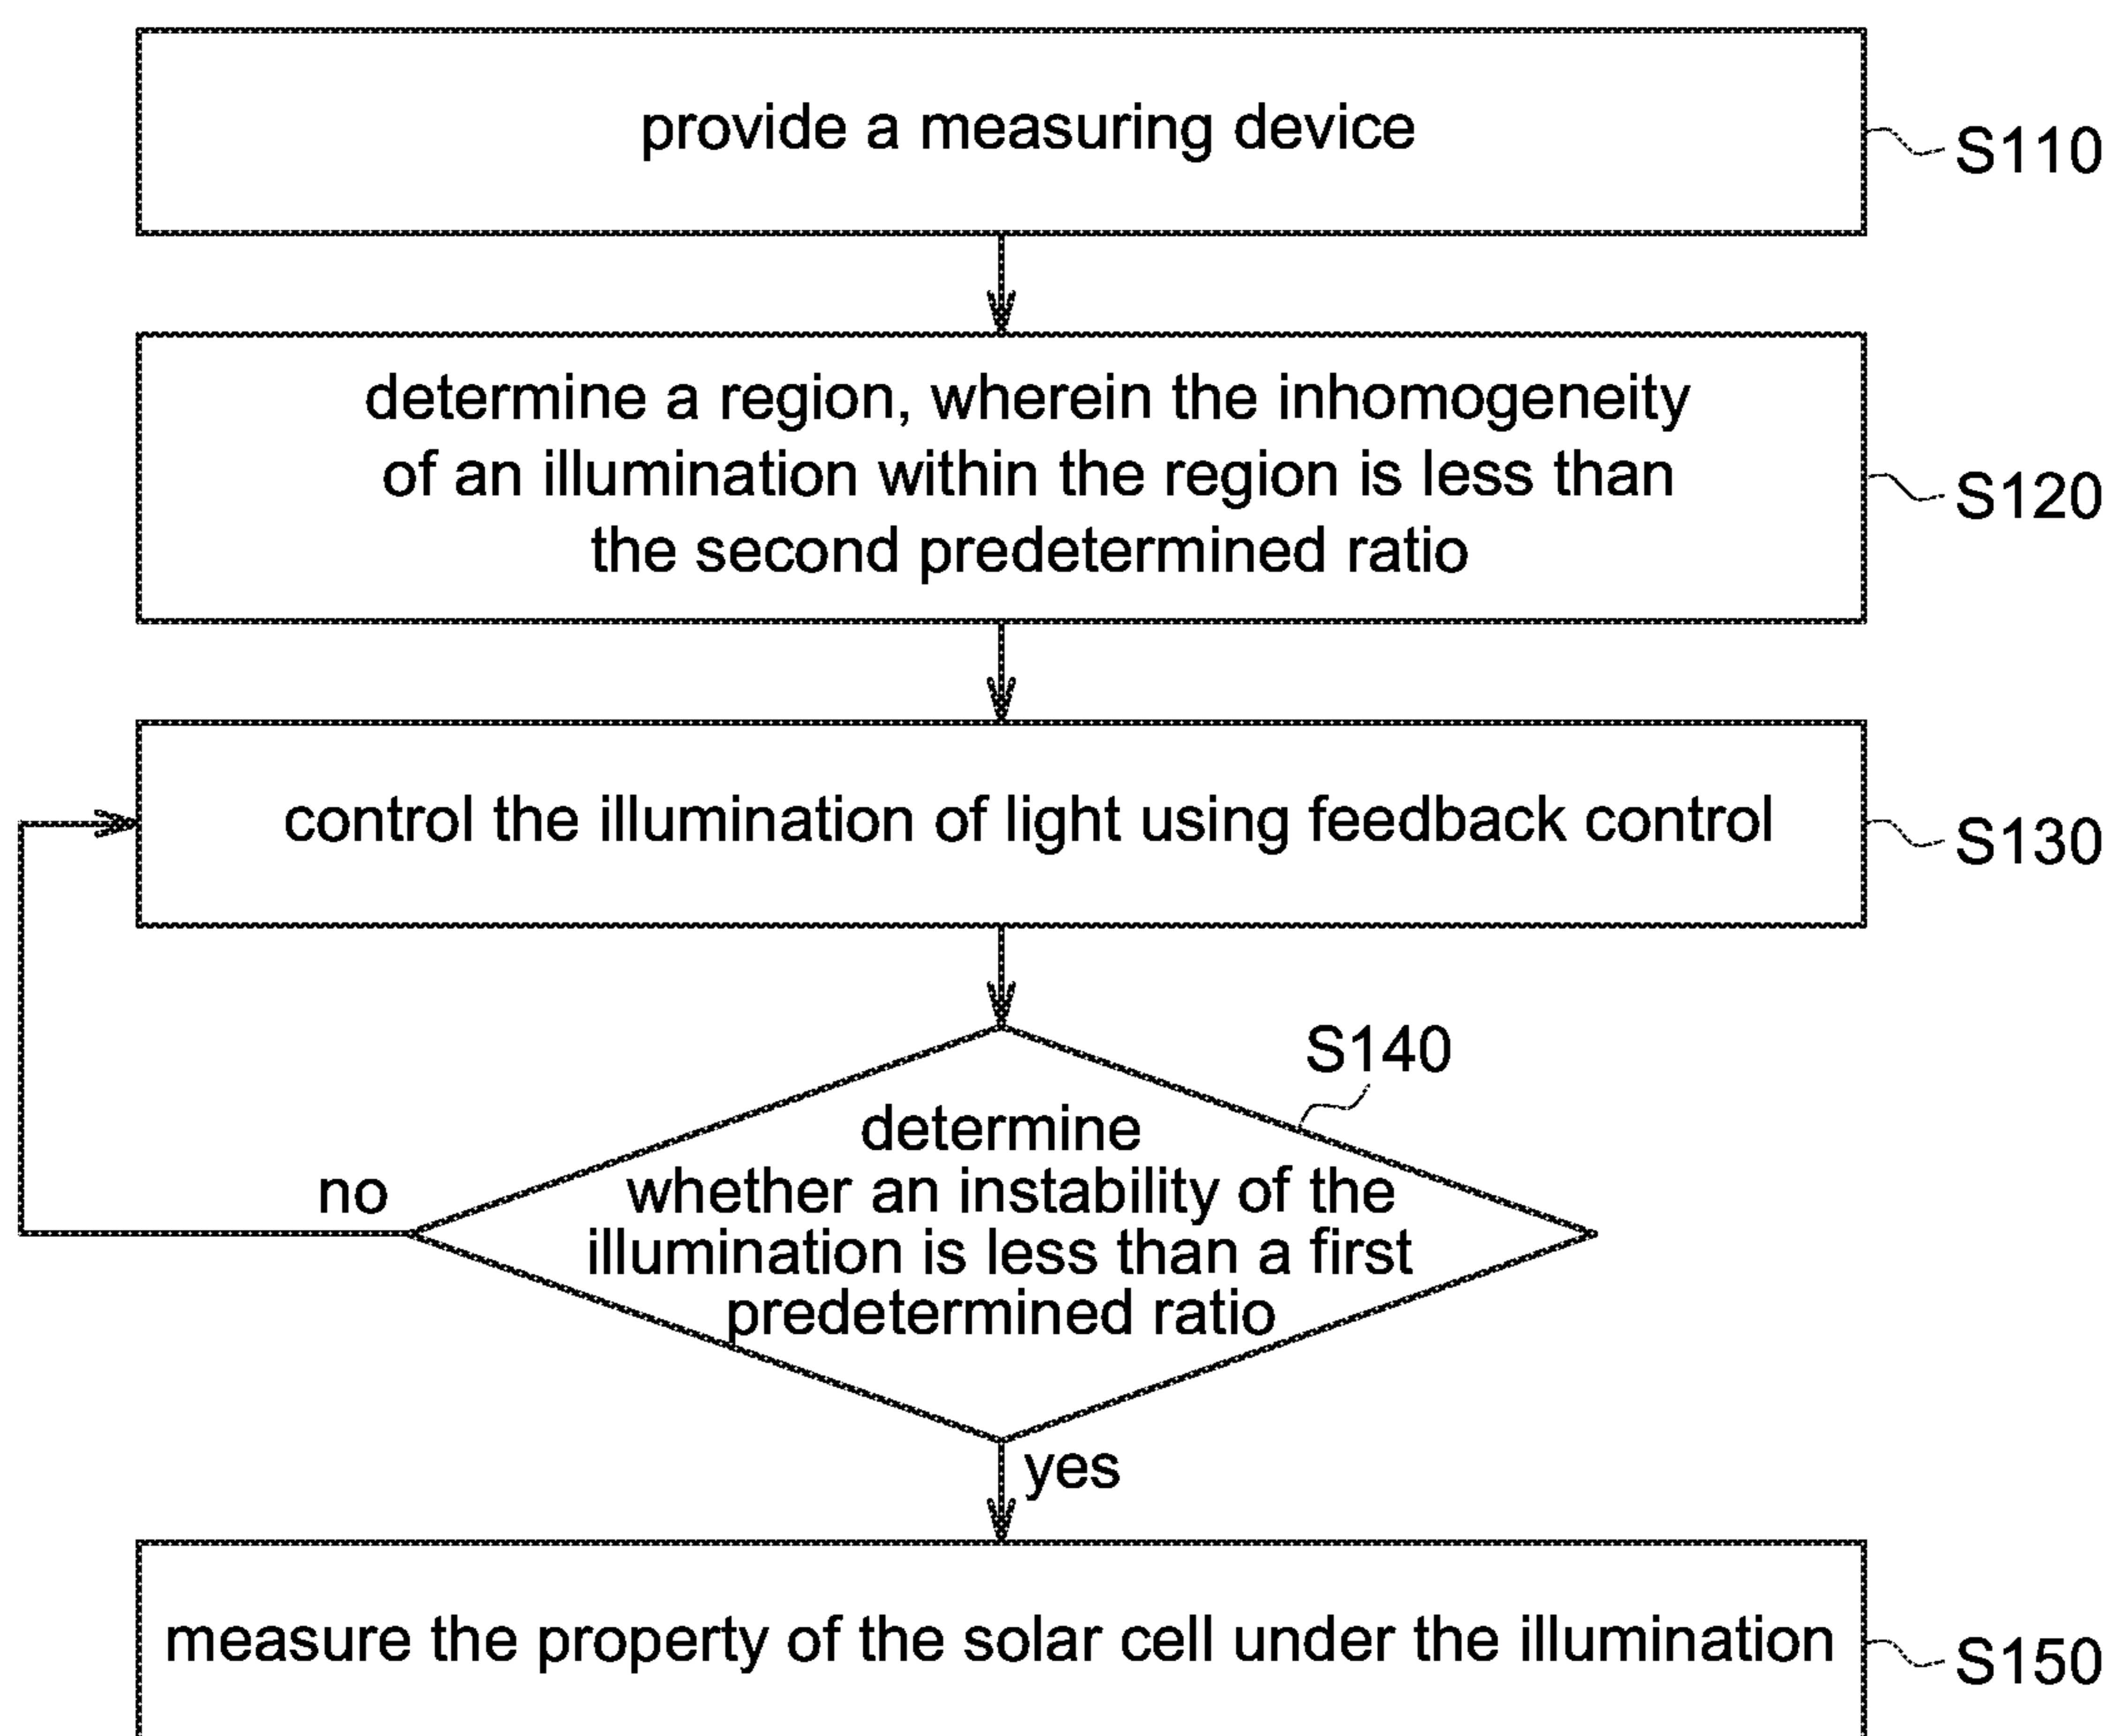 provide a measuring device
S110
determine a region, wherein the inhomogeneity
of an illumination within the region is less than
the second predetermined ratio
S120
control the illumination of light using feedback control
S130
S140
determine
whether an instability of the
illumination is less than a first
predetermined ratio
no
yes
measure the property of the solar cell under the illumination
S150